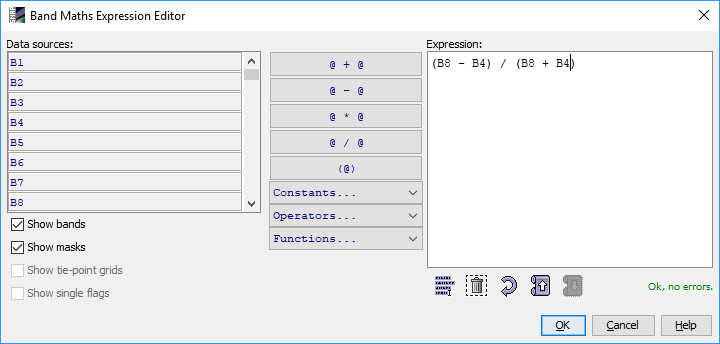 Band Maths Expression Editor
Data sources:
B1
B2
B3
B4
B5
B6
B7
B8
Show bands
Show masks
Show tie-point grids
Show single flags
@ + @
@ - @
@ * @
@ / @
(@)
Constants...
Operators...
Functions...
Expression:
(B8 - B4) / (B8 + B4)
Ok, no errors.
OK
Cancel
Help